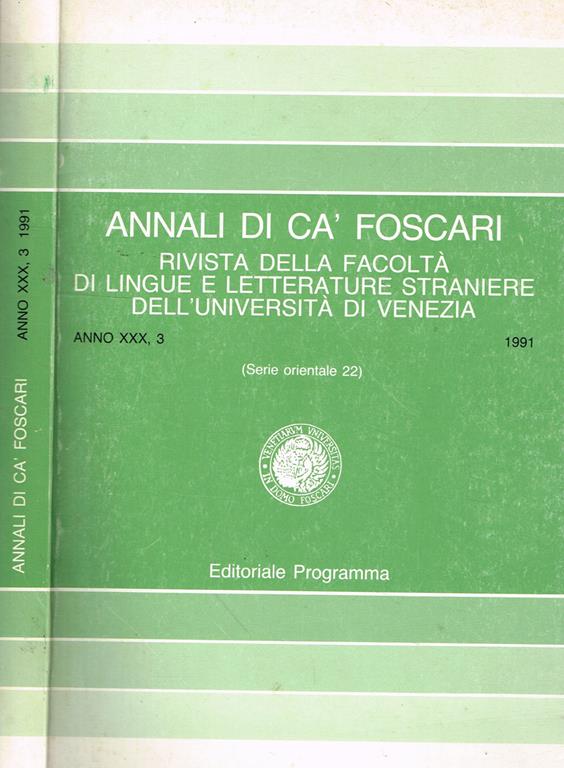 ANNALI DI CA' FOSCARI ANNO XXX, 3 1991
ANNALI DI CA' FOSCARI
RIVISTA DELLA FACOLTÀ
DI LINGUE E LETTERATURE STRANIERE
DELL'UNIVERSITÀ DI VENEZIA
ANNO XXX, 3 1991
(Serie orientale 22)
VENETIARVM VNIVERSITAS
IN DOMO FOSCARI
Editoriale Programma